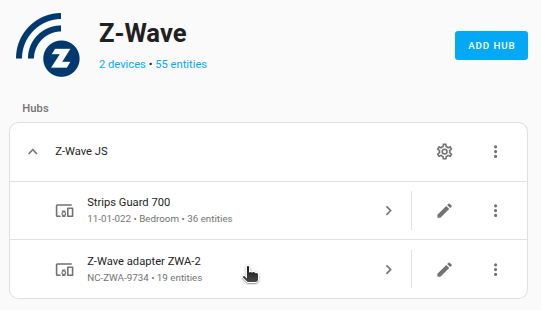 Z-Wave
2 devices • 55 entities
ADD HUB
Hubs
Z-Wave JS
Strips Guard 700
11-01-022 • Bedroom • 36 entities
Z-Wave adapter ZWA-2
NC-ZWA-9734 • 19 entities